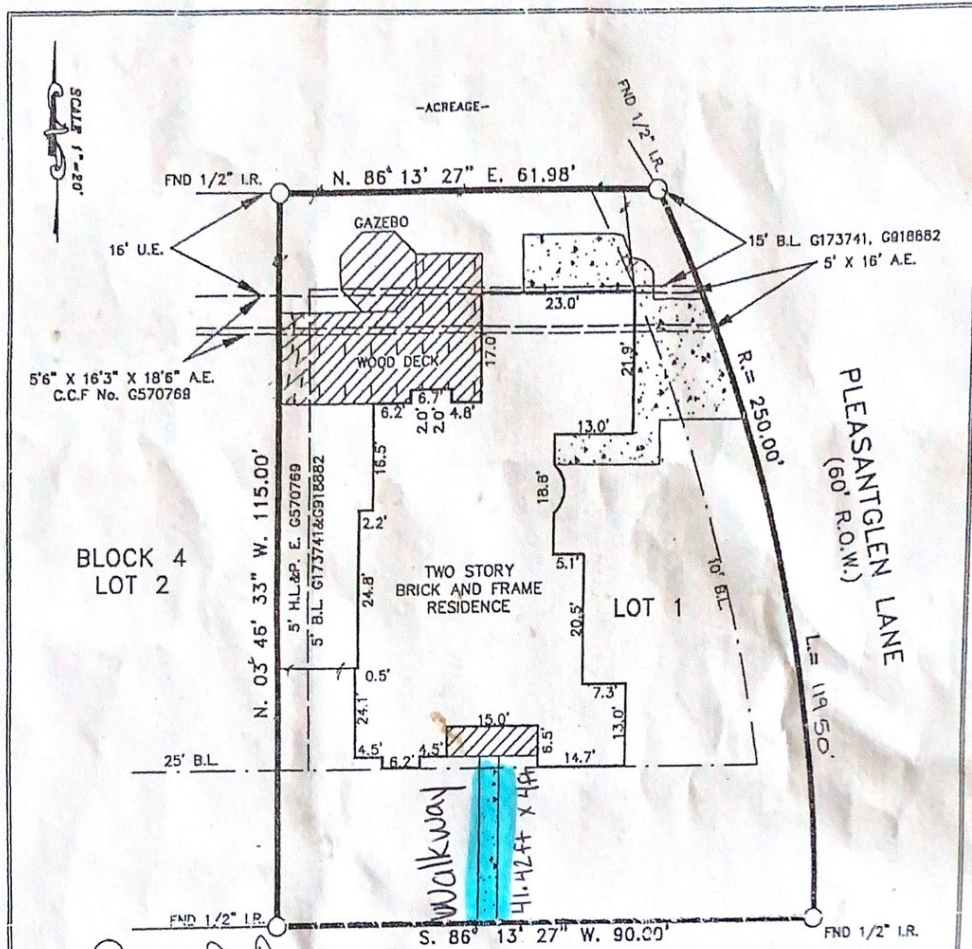 SCALE 1"=20'
-ACREAGE-
FND 1/2" I.R.
FND 1/2" I.R.
N. 86° 13' 27" E. 61.98'
GAZEBO
16' U.E.
15' B.L. G173741, G918882
5' X 16' A.E.
23.0'
5'6" X 16'3" X 18'6" A.E.
C.C.F No. G570769
WOOD DECK
17.0'
21.9'
R.= 250.00'
6.2'
6.7'
2.0'
2.0'
4.8'
13.0'
16.5'
18.8'
PLEASANTGLEN LANE
(60' R.O.W.)
N. 03° 46' 33" W. 115.00'
5' H.L.&P. E. G570769
5' B.L G173741&G918882
2.2'
BLOCK 4
LOT 2
24.8'
TWO STORY
BRICK AND FRAME
RESIDENCE
5.1'
20.5'
LOT 1
10' B.L
L.= 119.50'
0.5'
24.1'
7.3'
13.0'
15.0'
6.5'
4.5'
6.2'
4.5'
14.7'
25' B.L
Walkway
41.42ft x 4ft
FND 1/2" I.R.
S. 86° 13' 27" W. 90.00'
FND 1/2" I.R.